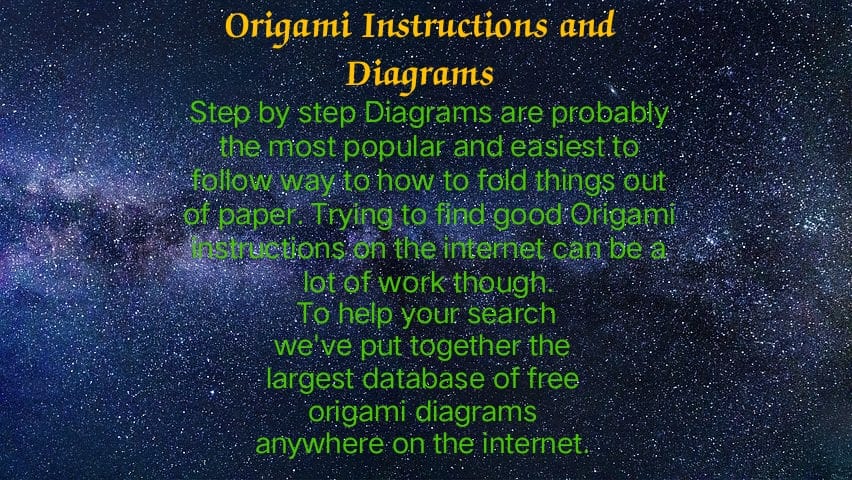 Origami Instructions and
Diagrams
Step by step Diagrams are probably
the most popular and easiest to
follow way to how to fold things out
of paper. Trying to find good Origami
instructions on the internet can be a
lot of work though.
To help your search
we've put together the
largest database of free
origami diagrams
anywhere on the internet.